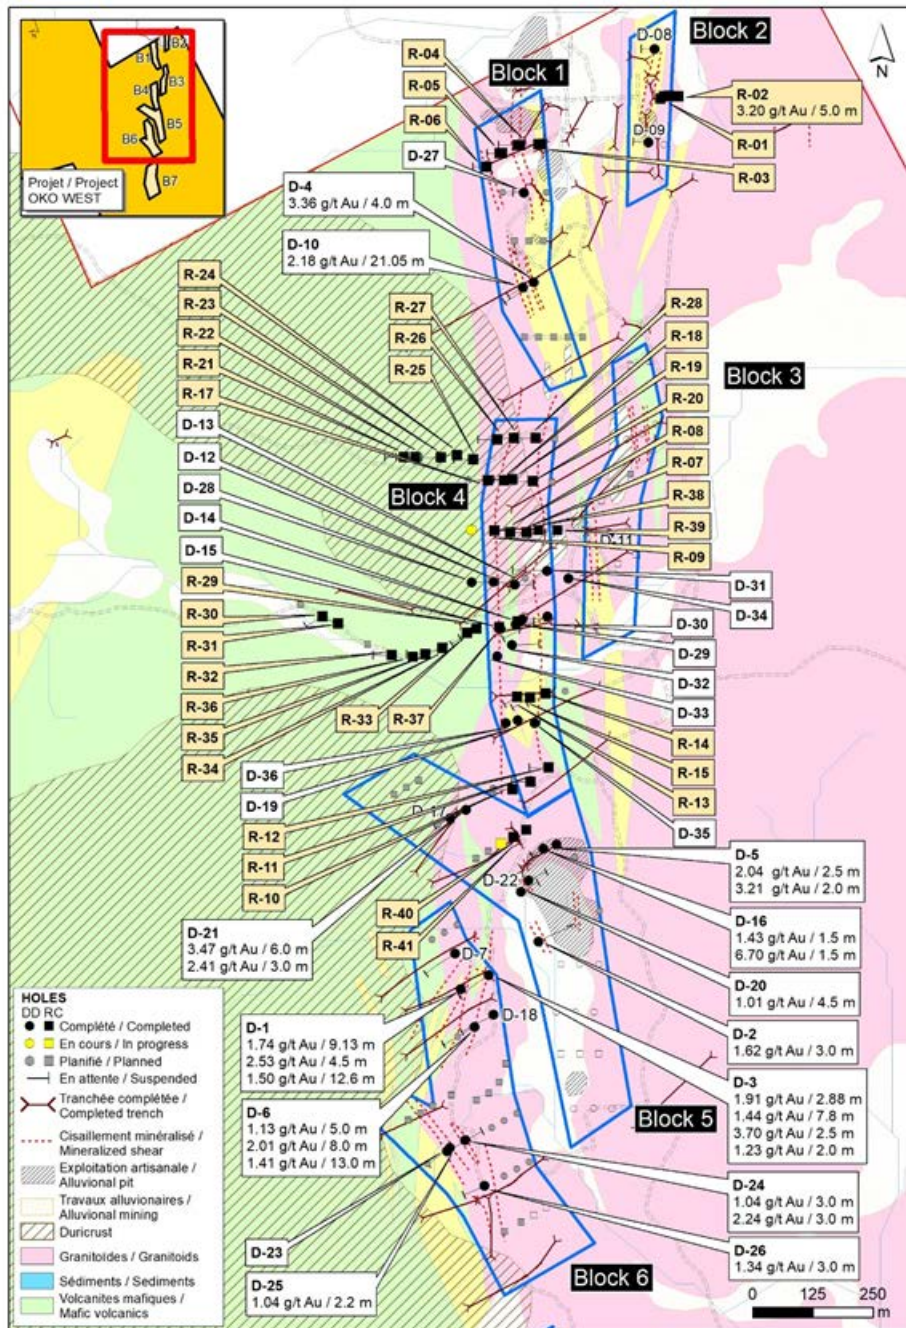 Block 2
D-08
R-04
Block 1
R-05
R-02
3.20 g/t Au / 5.0 m
R-06
D-09
R-01
D-27
R-03
N
B2
B1
B3
B4
B5
B6
B7
Projet / Project
OKO WEST
D-4
3.36 g/t Au / 4.0 m
D-10
2.18 g/t Au / 21.05 m
R-24
R-23
R-22
R-21
R-17
D-13
D-12
D-28
D-14
D-15
R-29
R-30
R-31
R-32
R-36
R-35
R-34
R-27
R-26
R-25
R-28
R-18
R-19
R-20
R-08
R-07
R-38
R-39
R-09
Block 3
Block 4
D-11
D-31
D-34
D-30
D-29
D-32
D-33
R-14
R-15
R-13
D-35
R-33
R-37
D-36
D-19
R-12
R-11
R-10
D-17
D-22
R-40
R-41
D-21
3.47 g/t Au / 6.0 m
2.41 g/t Au / 3.0 m
D-5
2.04 g/t Au / 2.5 m
3.21 g/t Au / 2.0 m
D-16
1.43 g/t Au / 1.5 m
6.70 g/t Au / 1.5 m
D-20
1.01 g/t Au / 4.5 m
D-2
1.62 g/t Au / 3.0 m
D-3
1.91 g/t Au / 2.88 m
1.44 g/t Au / 7.8 m
3.70 g/t Au / 2.5 m
1.23 g/t Au / 2.0 m
D-7
D-18
D-1
1.74 g/t Au / 9.13 m
2.53 g/t Au / 4.5 m
1.50 g/t Au / 12.6 m
D-6
1.13 g/t Au / 5.0 m
2.01 g/t Au / 8.0 m
1.41 g/t Au / 13.0 m
Block 5
D-24
1.04 g/t Au / 3.0 m
2.24 g/t Au / 3.0 m
D-26
1.34 g/t Au / 3.0 m
D-23
D-25
1.04 g/t Au / 2.2 m
Block 6
HOLES
DD RC
Complété / Completed
En cours / In progress
Planifié / Planned
En attente / Suspended
Tranchée complétée /
Completed trench
Cisaillement minéralisé /
Mineralized shear
Exploitation artisanale /
Alluvial pit
Travaux alluvionaires /
Alluvional mining
Duricrust
Granitoïdes / Granitoids
Sédiments / Sediments
Volcanites mafiques /
Mafic volcanics
0 125 250
m